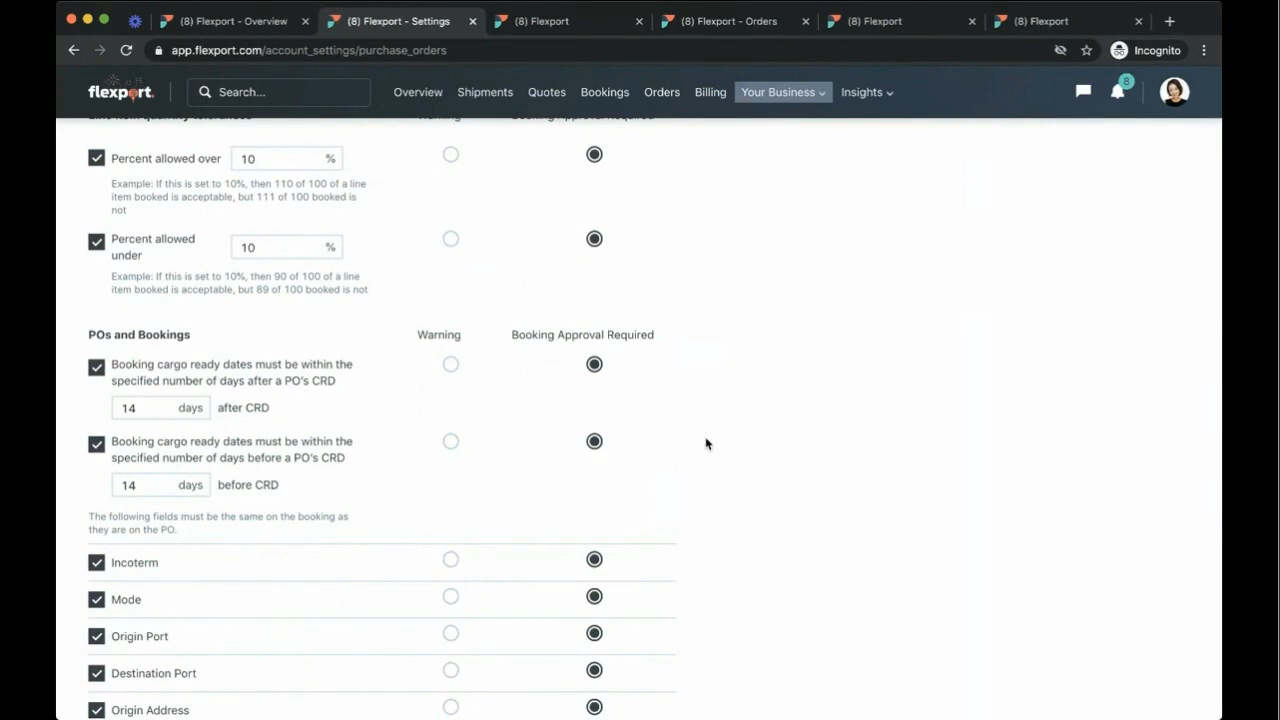 (8) Flexport - Overview
(8) Flexport - Settings
(8) Flexport
(8) Flexport - Orders
(8) Flexport
(8) Flexport
app.flexport.com/account_settings/purchase_orders
Incognito
flexport.
Search...
Overview
Shipments
Quotes
Bookings
Orders
Billing
Your Business
Insights
8
Line item quantity tolerances
Warning
Booking Approval Required
Percent allowed over
10 %
Example: If this is set to 10%, then 110 of 100 of a line
item booked is acceptable, but 111 of 100 booked is
not
Percent allowed
under
10 %
Example: If this is set to 10%, then 90 of 100 of a line
item booked is acceptable, but 89 of 100 booked is not
POs and Bookings
Warning
Booking Approval Required
Booking cargo ready dates must be within the
specified number of days after a PO's CRD
14 days after CRD
Booking cargo ready dates must be within the
specified number of days before a PO's CRD
14 days before CRD
The following fields must be the same on the booking as
they are on the PO.
Incoterm
Mode
Origin Port
Destination Port
Origin Address